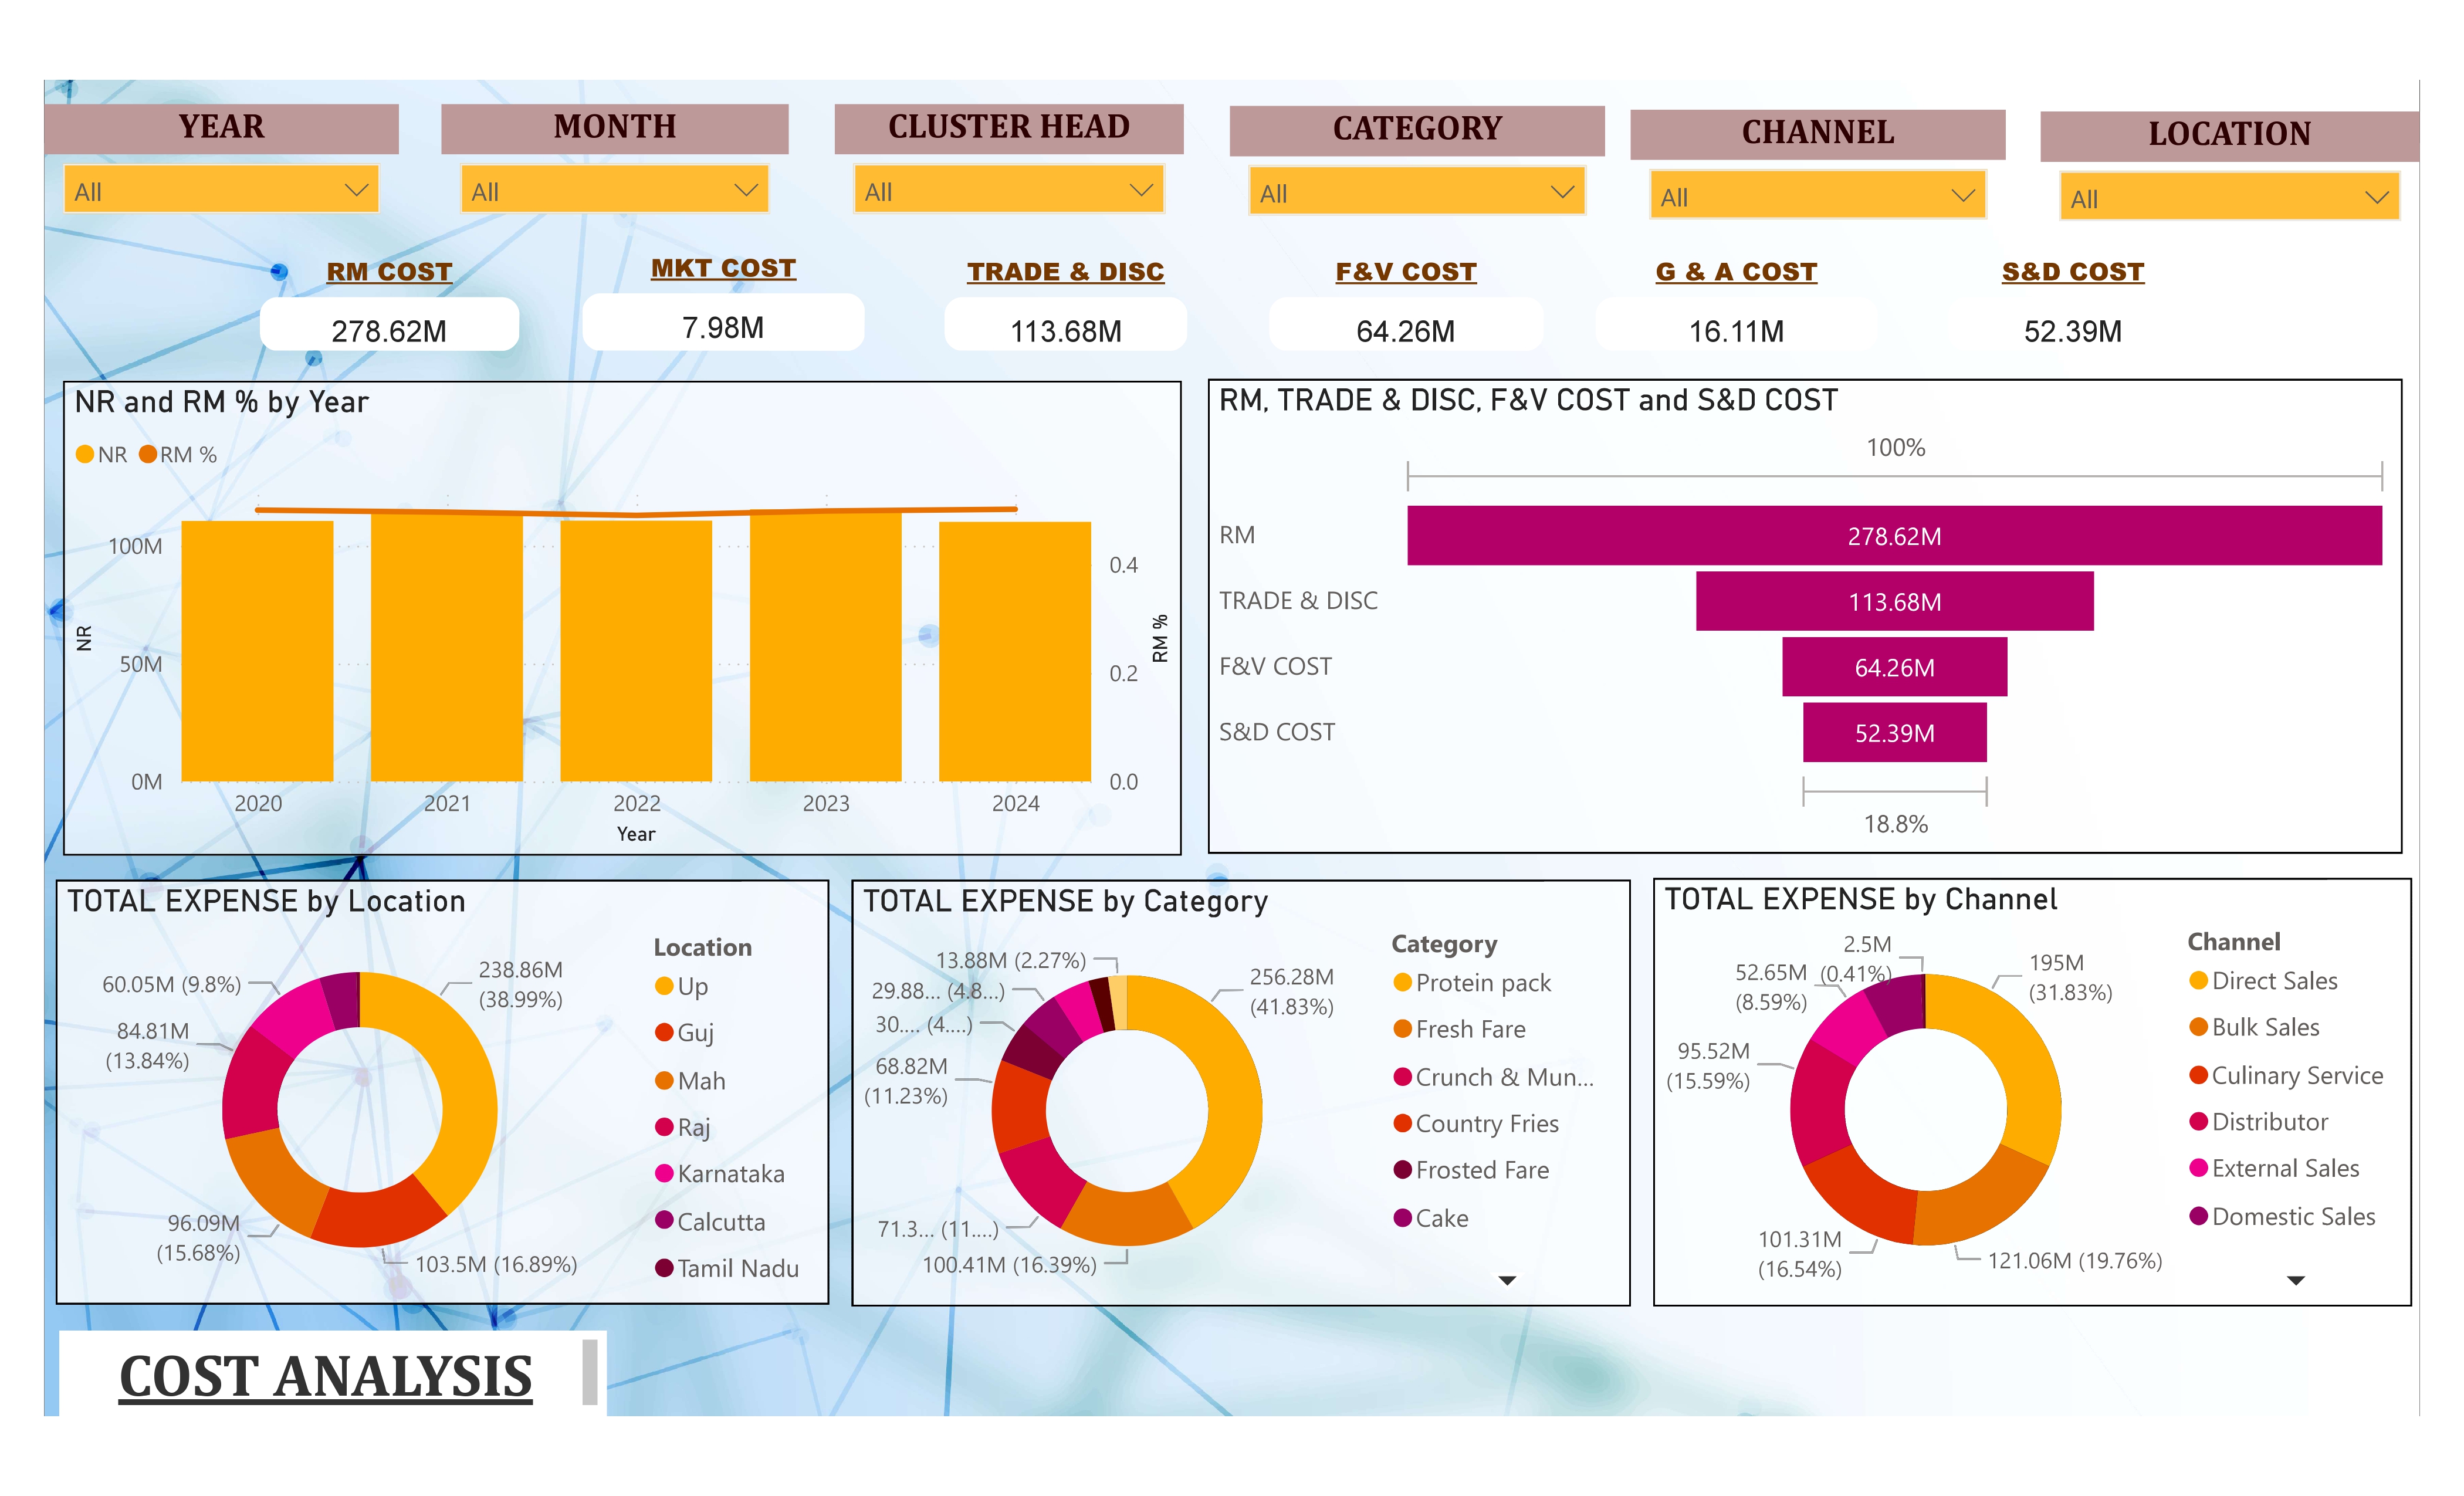 YEAR
MONTH
CLUSTER HEAD
CATEGORY
CHANNEL
LOCATION
All
All
All
All
All
All
RM COST
MKT COST
TRADE & DISC
F&V COST
G & A COST
S&D COST
278.62M
7.98M
113.68M
64.26M
16.11M
52.39M
NR and RM % by Year
NR RM %
100M
50M
0M
NR
0.4
0.2
0.0
RM %
2020 2021 2022 2023 2024
Year
RM, TRADE & DISC, F&V COST and S&D COST
100%
RM 278.62M
TRADE & DISC 113.68M
F&V COST 64.26M
S&D COST 52.39M
18.8%
TOTAL EXPENSE by Location
238.86M
(38.99%)
103.5M (16.89%)
96.09M
(15.68%)
84.81M
(13.84%)
60.05M (9.8%)
Location
Up
Guj
Mah
Raj
Karnataka
Calcutta
Tamil Nadu
TOTAL EXPENSE by Category
256.28M
(41.83%)
100.41M (16.39%)
71.3... (11....)
68.82M
(11.23%)
30.... (4....)
29.88... (4.8...)
13.88M (2.27%)
Category
Protein pack
Fresh Fare
Crunch & Mun...
Country Fries
Frosted Fare
Cake
TOTAL EXPENSE by Channel
195M
(31.83%)
121.06M (19.76%)
101.31M
(16.54%)
95.52M
(15.59%)
52.65M
(8.59%)
2.5M
(0.41%)
Channel
Direct Sales
Bulk Sales
Culinary Service
Distributor
External Sales
Domestic Sales
COST ANALYSIS